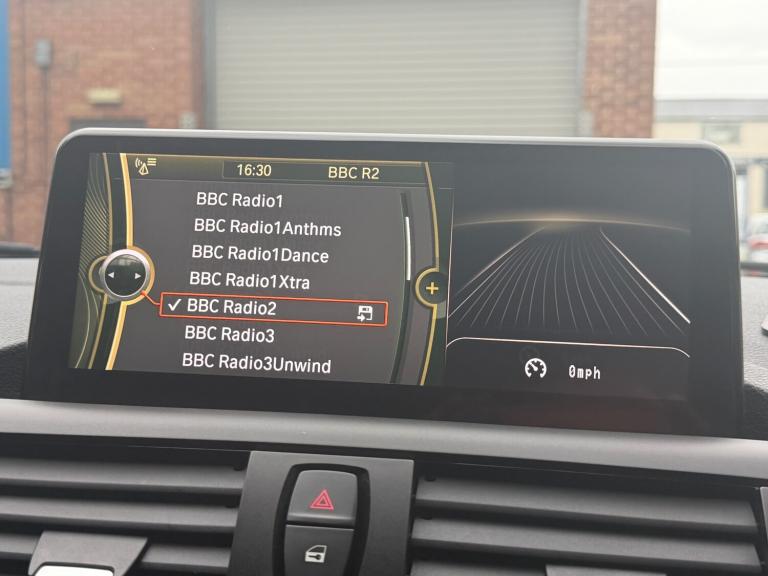 16:30 BBC R2
BBC Radio1
BBC Radio1Anthms
BBC Radio1Dance
BBC Radio1Xtra
✓ BBC Radio2
BBC Radio3
BBC Radio3Unwind
0mph